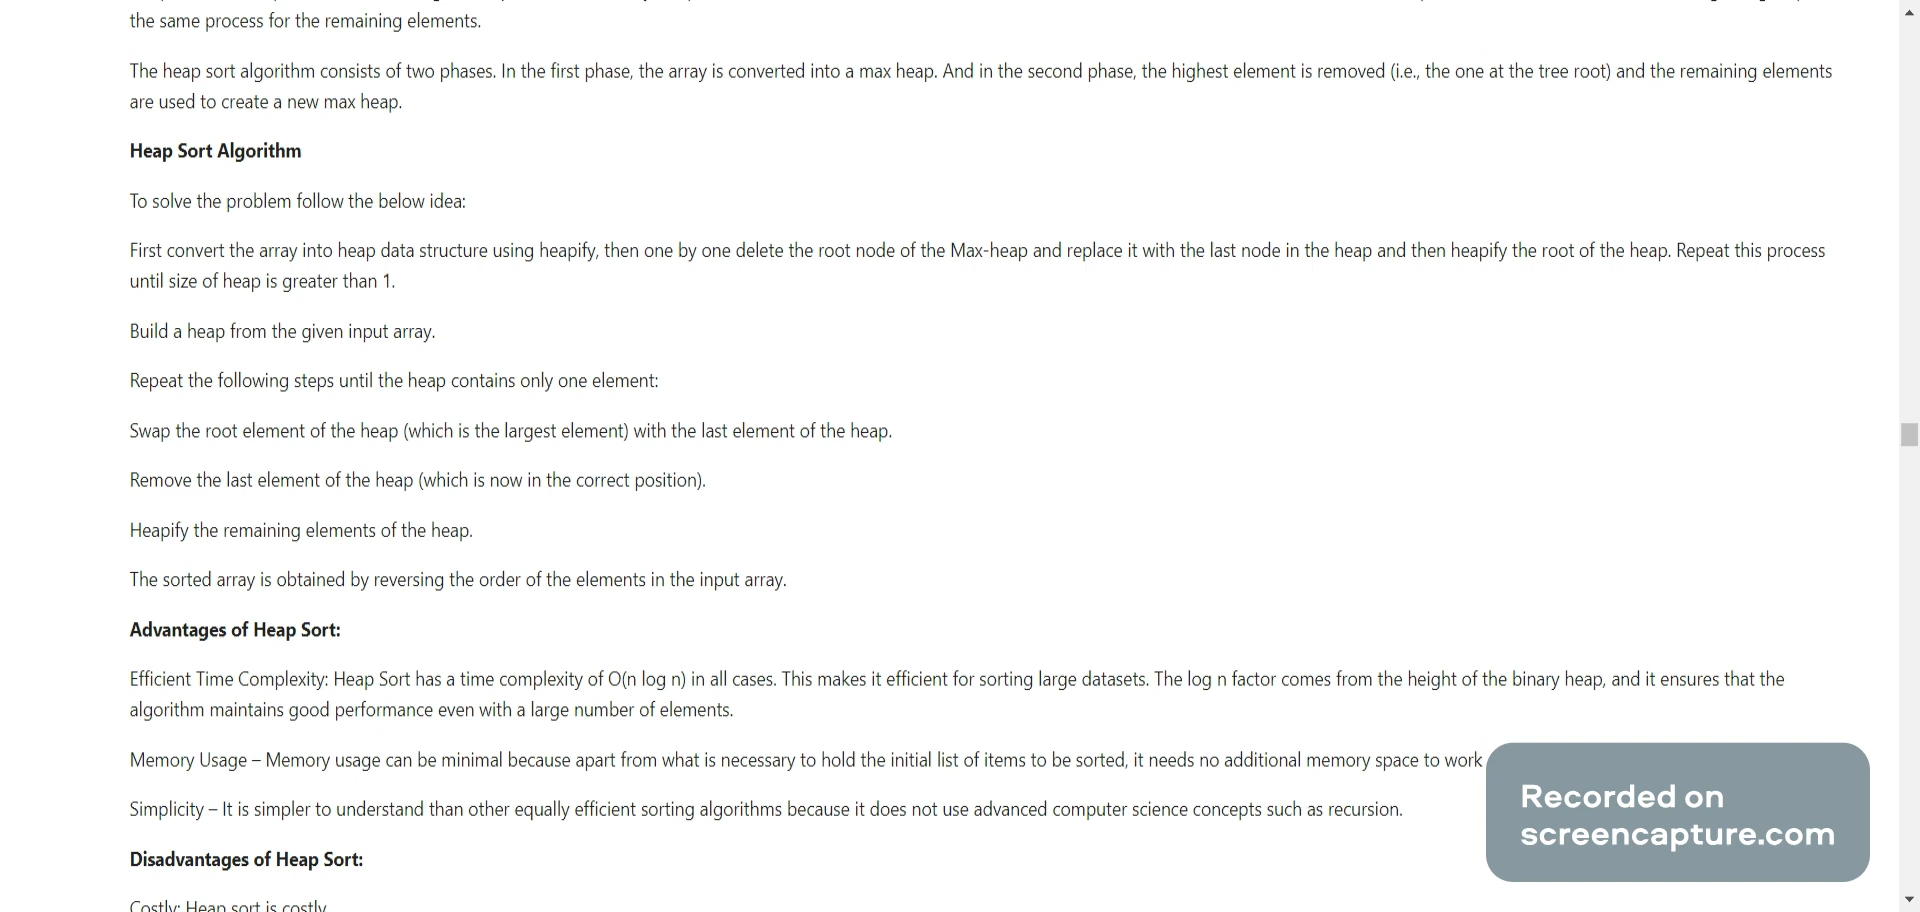 the same process for the remaining elements.
The heap sort algorithm consists of two phases. In the first phase, the array is converted into a max heap. And in the second phase, the highest element is removed (i.e., the one at the tree root) and the remaining elements
are used to create a new max heap.
Heap Sort Algorithm
To solve the problem follow the below idea:
First convert the array into heap data structure using heapify, then one by one delete the root node of the Max-heap and replace it with the last node in the heap and then heapify the root of the heap. Repeat this process
until size of heap is greater than 1.
Build a heap from the given input array.
Repeat the following steps until the heap contains only one element:
Swap the root element of the heap (which is the largest element) with the last element of the heap.
Remove the last element of the heap (which is now in the correct position).
Heapify the remaining elements of the heap.
The sorted array is obtained by reversing the order of the elements in the input array.
Advantages of Heap Sort:
Efficient Time Complexity: Heap Sort has a time complexity of O(n log n) in all cases. This makes it efficient for sorting large datasets. The log n factor comes from the height of the binary heap, and it ensures that the
algorithm maintains good performance even with a large number of elements.
Memory Usage – Memory usage can be minimal because apart from what is necessary to hold the initial list of items to be sorted, it needs no additional memory space to work
Simplicity – It is simpler to understand than other equally efficient sorting algorithms because it does not use advanced computer science concepts such as recursion.
Disadvantages of Heap Sort:
Costly: Heap sort is costly
Recorded on
screencapture.com